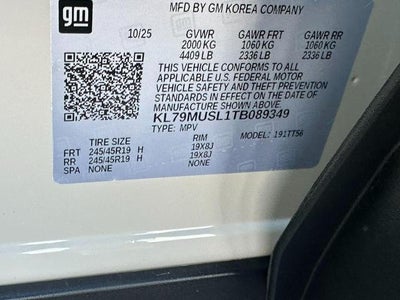 gm
MFD BY GM KOREA COMPANY
10/25 GVWR GAWR FRT GAWR RR
2000 KG 1060 KG 1060 KG
4409 LB 2336 LB 2336 LB
THIS VEHICLE CONFORMS TO ALL
APPLICABLE U.S. FEDERAL MOTOR
VEHICLE SAFETY AND THEFT PREVENTION
STANDARDS IN EFFECT ON THE DATE OF
MANUFACTURE SHOWN ABOVE.
KL79MUSL1TB089349
TYPE: MPV MODEL: 1911T56
TIRE SIZE RIM
FRT 245/45R19 H 19X8J
RR 245/45R19 H 19X8J
SPA NONE NONE